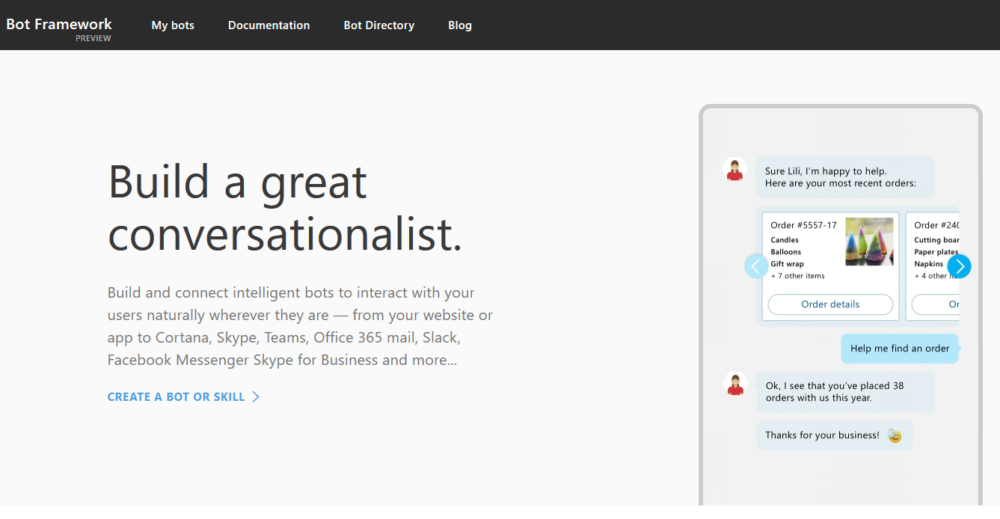 Bot Framework
PREVIEW
My bots
Documentation
Bot Directory
Blog
Build a great
conversationalist.
Build and connect intelligent bots to interact with your
users naturally wherever they are — from your website or
app to Cortana, Skype, Teams, Office 365 mail, Slack,
Facebook Messenger Skype for Business and more...
CREATE A BOT OR SKILL
Sure Lili, I'm happy to help.
Here are your most recent orders:
Order #5557-17
Candles
Balloons
Gift wrap
+ 7 other items
Order details
Order #240
Cutting boar
Paper plates
Napkins
+ 4 other
Or
Help me find an order
Ok, I see that you've placed 38
orders with us this year.
Thanks for your business!